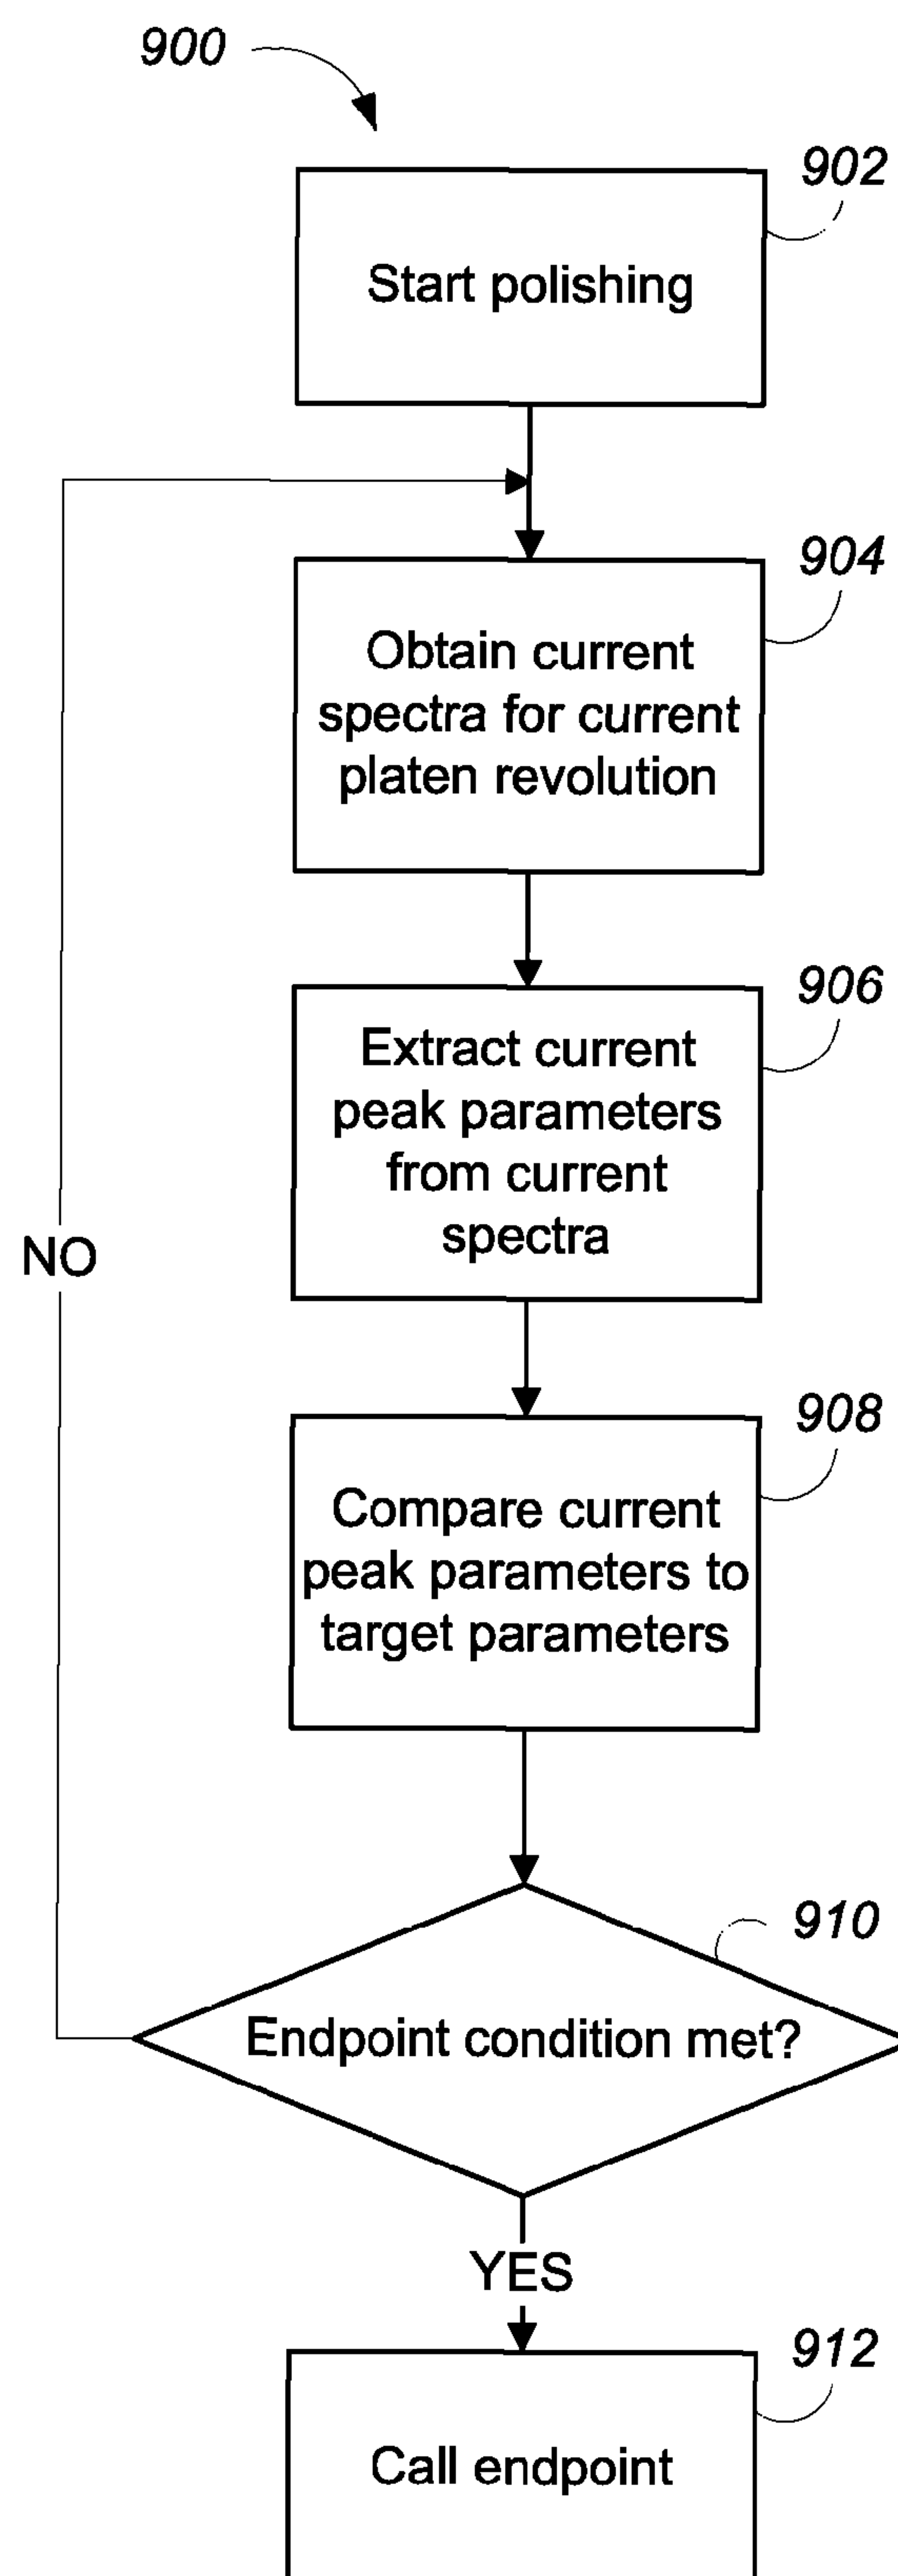 900
902
Start polishing
904
Obtain current
spectra for current
platen revolution
906
Extract current
peak parameters
from current
spectra
NO
908
Compare current
peak parameters to
target parameters
910
Endpoint condition met?
YES
912
Call endpoint